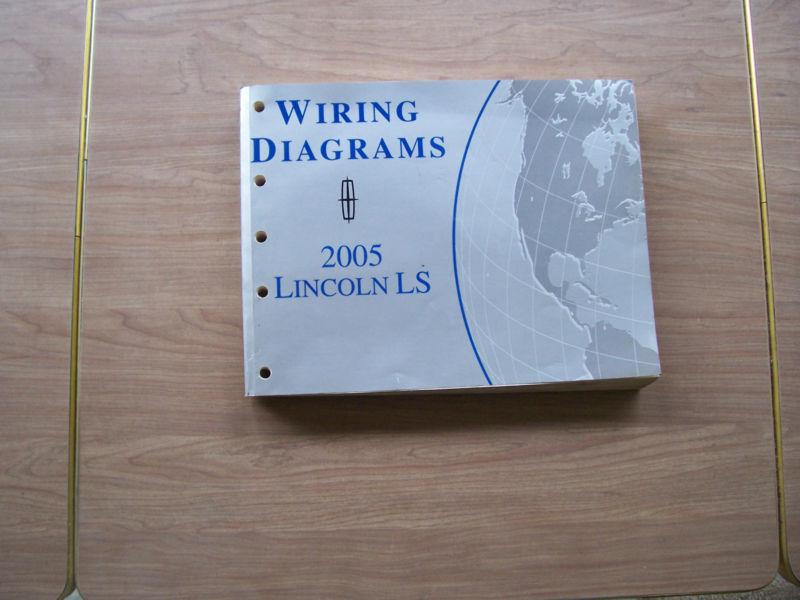 WIRING
DIAGRAMS
2005
LINCOLN LS